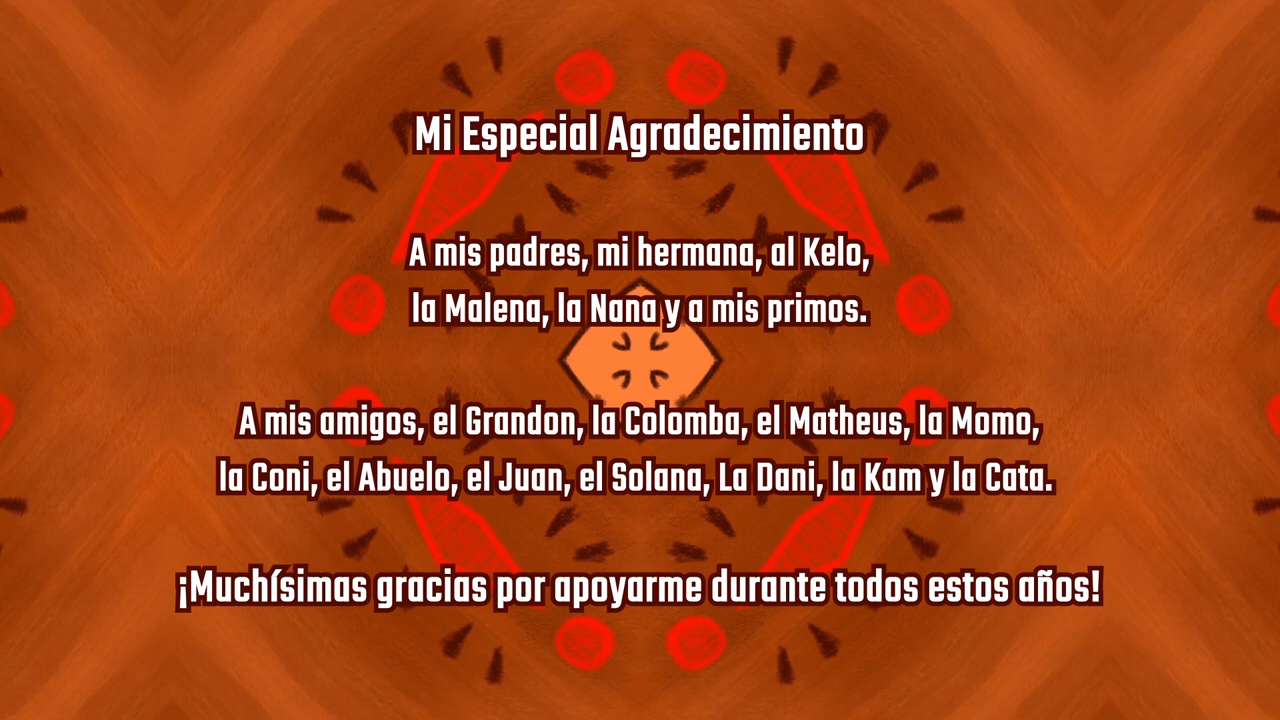 Mi Especial Agradecimiento
A mis padres, mi hermana, al Kelo,
la Malena, la Nana y a mis primos.
A mis amigos, el Grandon, la Colomba, el Matheus, la Momo,
la Coni, el Abuelo, el Juan, el Solana, La Dani, la Kam y la Cata.
¡Muchísimas gracias por apoyarme durante todos estos años!